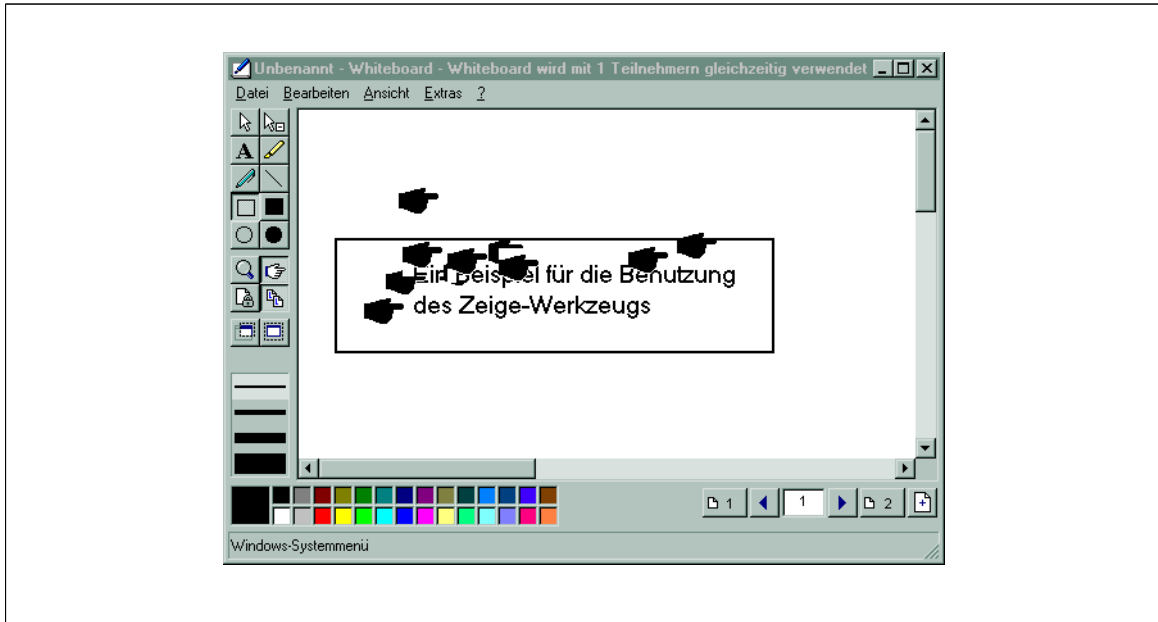 Unbenannt - Whiteboard - Whiteboard wird mit 1 Teilnehmern gleichzeitig verwendet
Datei Bearbeiten Ansicht Extras ?
A
Ein Beispiel für die Benutzung
des Zeige-Werkzeugs
1 1 2
Windows-Systemmenü